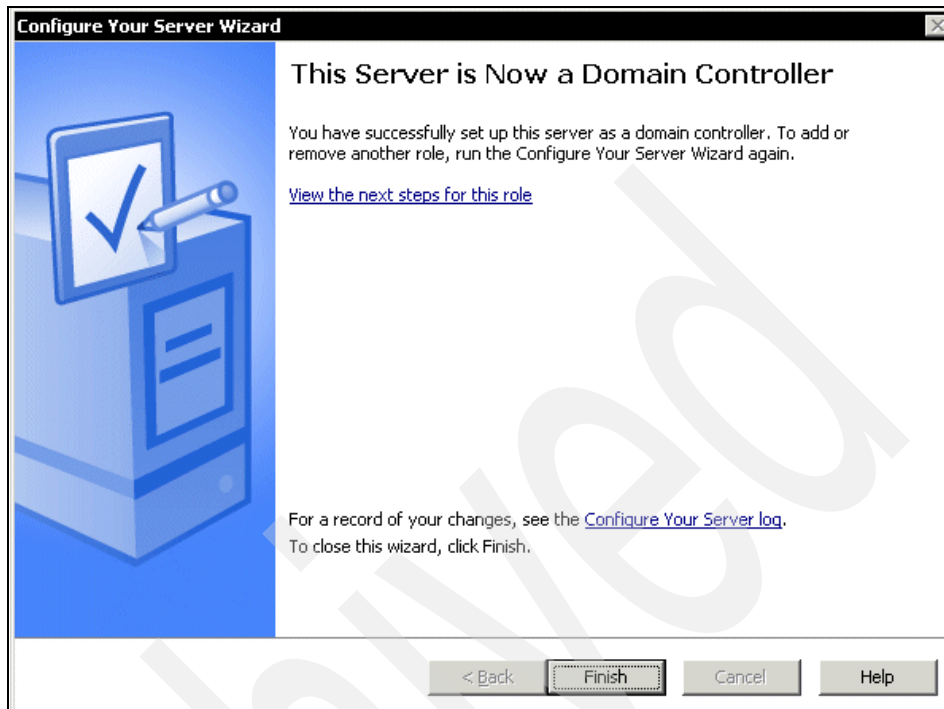 Configure Your Server Wizard
This Server is Now a Domain Controller
You have successfully set up this server as a domain controller. To add or
remove another role, run the Configure Your Server Wizard again.
View the next steps for this role
For a record of your changes, see the Configure Your Server log.
To close this wizard, click Finish.
< Back
Finish
Cancel
Help